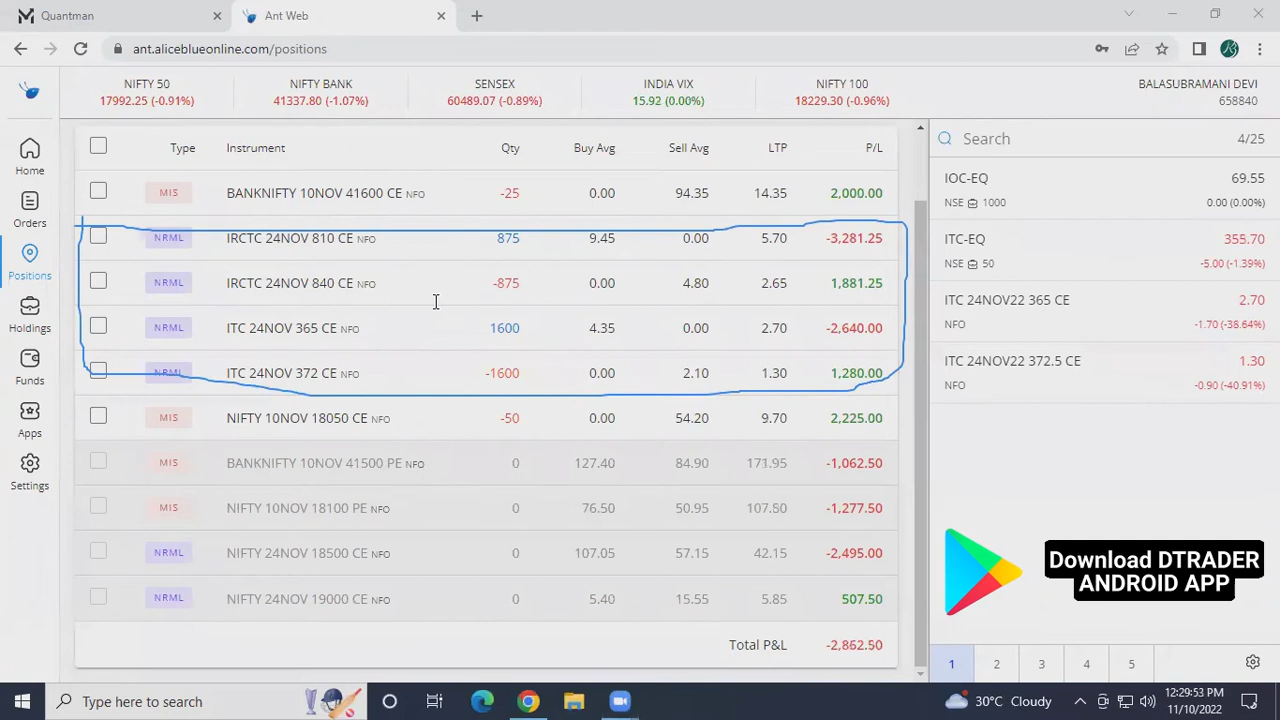 Quantman
Ant Web
ant.aliceblueonline.com/positions
NIFTY 50
17992.25 (-0.91%)
NIFTY BANK
41337.80 (-1.07%)
SENSEX
60489.07 (-0.89%)
INDIA VIX
15.92 (0.00%)
NIFTY 100
18229.30 (-0.96%)
BALASUBRAMANI DEVI
658840
Home
Orders
Positions
Holdings
Funds
Apps
Settings
Type Instrument Qty Buy Avg Sell Avg LTP P/L
MIS BANKNIFTY 10NOV 41600 CE NFO -25 0.00 94.35 14.35 2,000.00
NRML IRCTC 24NOV 810 CE NFO 875 9.45 0.00 5.70 -3,281.25
NRML IRCTC 24NOV 840 CE NFO -875 0.00 4.80 2.65 1,881.25
NRML ITC 24NOV 365 CE NFO 1600 4.35 0.00 2.70 -2,640.00
NRML ITC 24NOV 372 CE NFO -1600 0.00 2.10 1.30 1,280.00
MIS NIFTY 10NOV 18050 CE NFO -50 0.00 54.20 9.70 2,225.00
MIS BANKNIFTY 10NOV 41500 PE NFO 0 127.40 84.90 171.95 -1,062.50
MIS NIFTY 10NOV 18100 PE NFO 0 76.50 50.95 107.80 -1,277.50
NRML NIFTY 24NOV 18500 CE NFO 0 107.05 57.15 42.15 -2,495.00
NRML NIFTY 24NOV 19000 CE NFO 0 5.40 15.55 5.85 507.50
Total P&L -2,862.50
Search 4/25
IOC-EQ 69.55
NSE 1000 0.00 (0.00%)
ITC-EQ 355.70
NSE 50 -5.00 (-1.39%)
ITC 24NOV22 365 CE 2.70
NFO -1.70 (-38.64%)
ITC 24NOV22 372.5 CE 1.30
NFO -0.90 (-40.91%)
Download DTRADER
ANDROID APP
1 2 3 4 5
Type here to search
30°C Cloudy
12:29:53 PM
11/10/2022